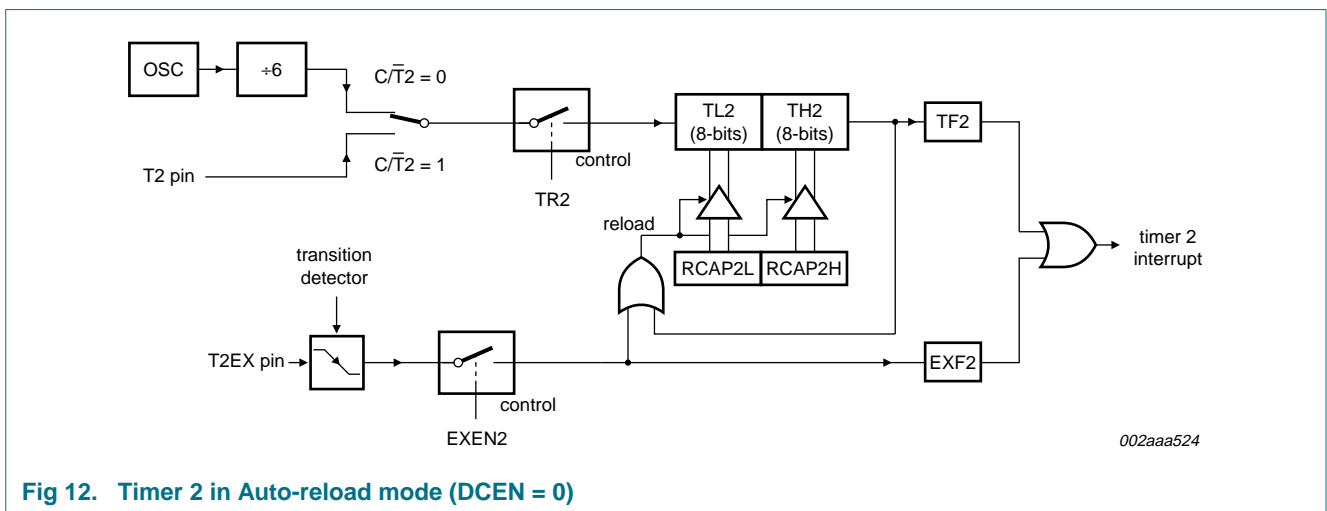 OSC
÷6
C/T̅2 = 0
C/T̅2 = 1
T2 pin
control
TR2
TL2
(8-bits)
TH2
(8-bits)
TF2
reload
RCAP2L
RCAP2H
timer 2
interrupt
transition
detector
T2EX pin
control
EXEN2
EXF2
002aaa524
Fig 12. Timer 2 in Auto-reload mode (DCEN = 0)